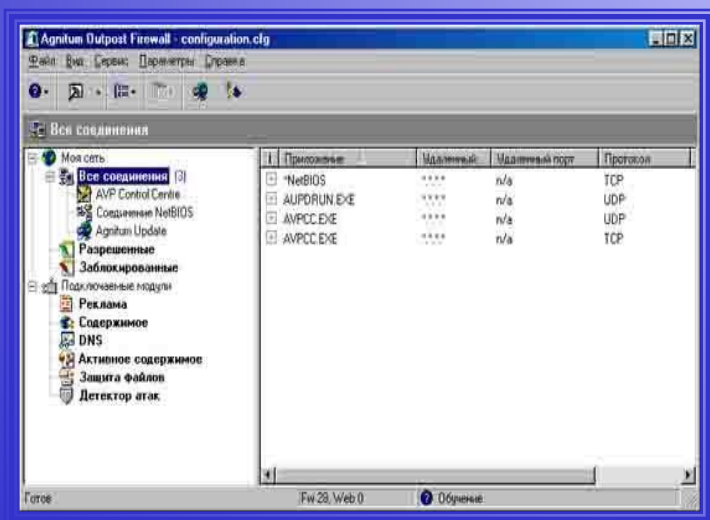 Agnitum Outpost Firewall - configuration.cfg
Файл Вид Сервис Параметры Справка
Все соединения
Моя сеть
Все соединения (3)
AVP Control Centre
Соединение NetBIOS
Agnitum Update
Разрешенные
Заблокированные
Подключаемые модули
Реклама
Содержимое
DNS
Активное содержимое
Защита файлов
Детектор атак
Приложение Удаленный Удаленный порт Протокол
*NetBIOS *.*.*.* n/a TCP
AUPDRUN.EXE *.*.*.* n/a UDP
AVPCC.EXE *.*.*.* n/a UDP
AVPCC.EXE *.*.*.* n/a TCP
Готов Fw 29, Web 0 Обучение